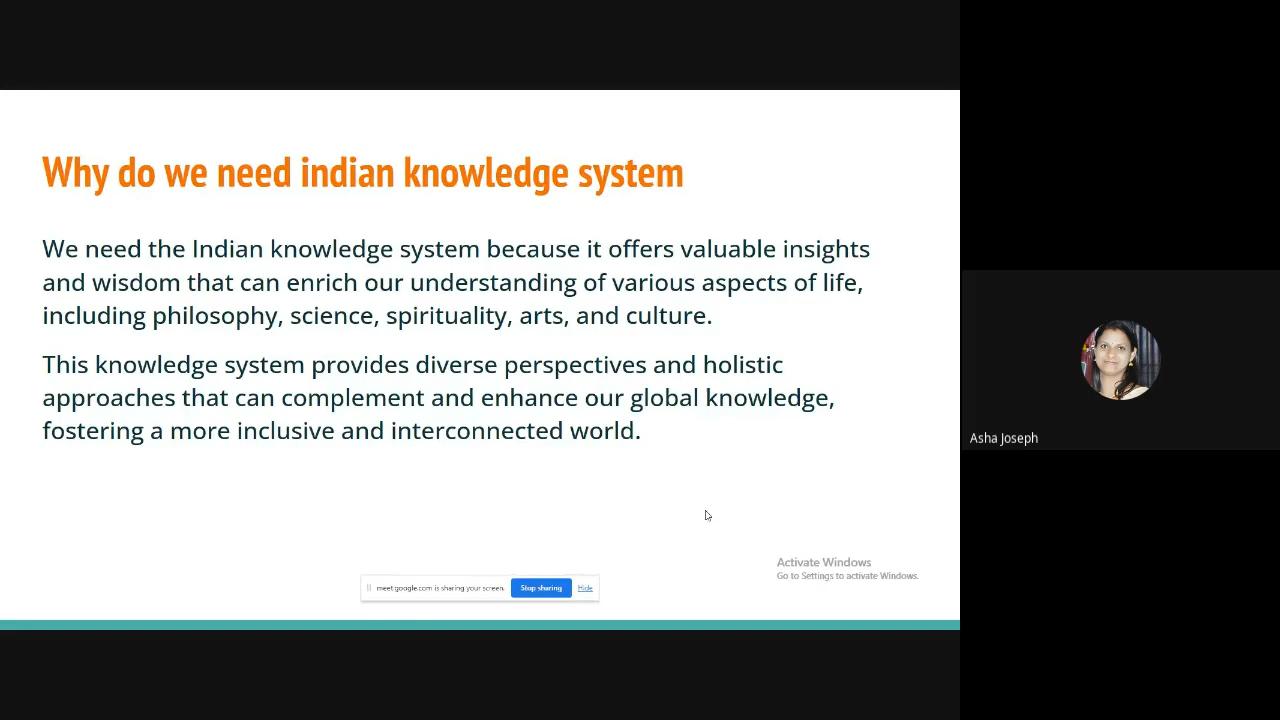 Why do we need indian knowledge system
We need the Indian knowledge system because it offers valuable insights
and wisdom that can enrich our understanding of various aspects of life,
including philosophy, science, spirituality, arts, and culture.
This knowledge system provides diverse perspectives and holistic
approaches that can complement and enhance our global knowledge,
fostering a more inclusive and interconnected world.
Activate Windows
Go to Settings to activate Windows.
meet.google.com is sharing your screen. Stop sharing Hide
Asha Joseph